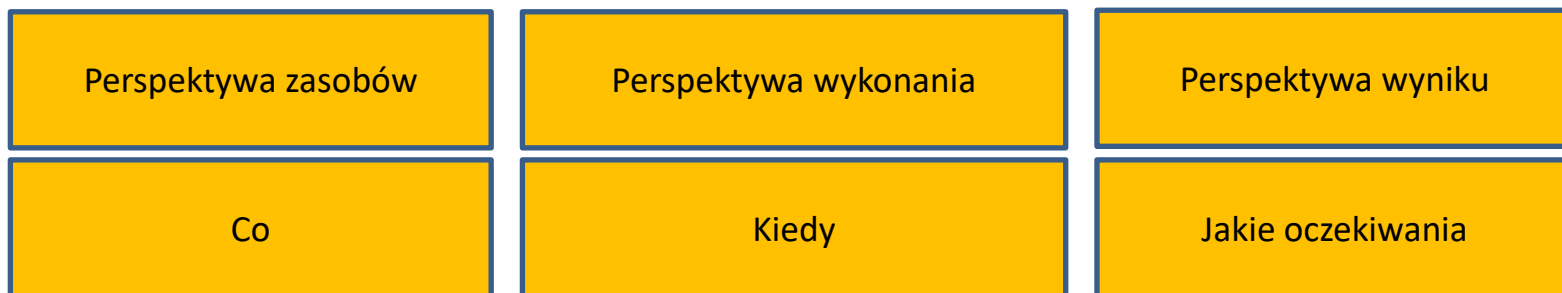 Perspektywa zasobów
Perspektywa wykonania
Perspektywa wyniku
Co
Kiedy
Jakie oczekiwania